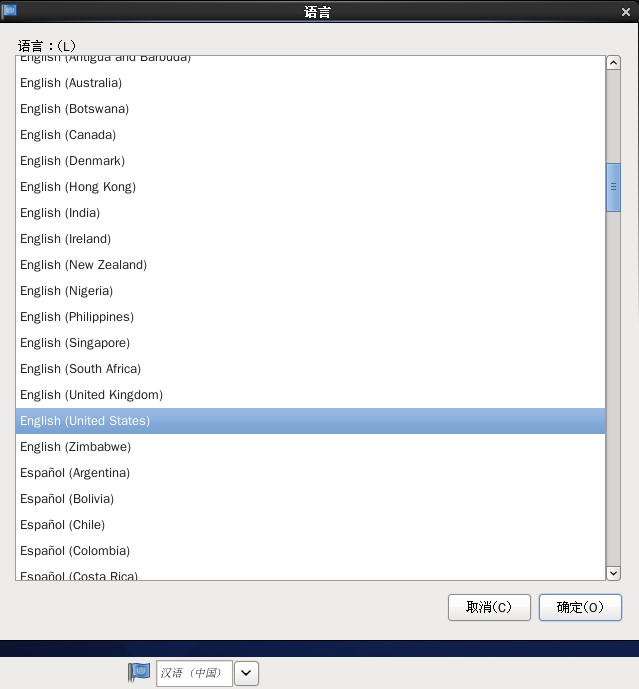 语言
语言：(L)
English (Antigua and Barbuda)
English (Australia)
English (Botswana)
English (Canada)
English (Denmark)
English (Hong Kong)
English (India)
English (Ireland)
English (New Zealand)
English (Nigeria)
English (Philippines)
English (Singapore)
English (South Africa)
English (United Kingdom)
English (United States)
English (Zimbabwe)
Español (Argentina)
Español (Bolivia)
Español (Chile)
Español (Colombia)
Español (Costa Rica)
取消(C) 确定(O)
汉语（中国）